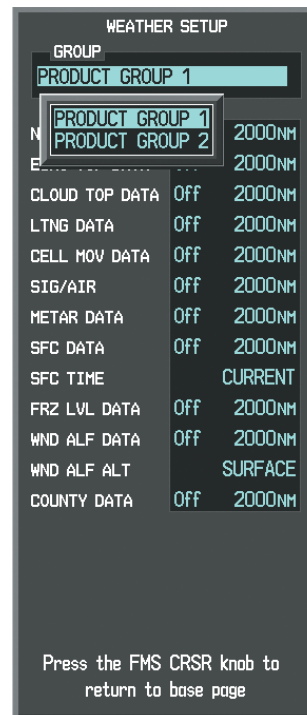 WEATHER SETUP
GROUP
PRODUCT GROUP 1
PRODUCT GROUP 1
N 2000NM
PRODUCT GROUP 2
2000NM
CLOUD TOP DATA Off 2000NM
LTNG DATA Off 2000NM
CELL MOV DATA Off 2000NM
SIG/AIR Off 2000NM
METAR DATA Off 2000NM
SFC DATA Off 2000NM
SFC TIME CURRENT
FRZ LVL DATA Off 2000NM
WND ALF DATA Off 2000NM
WND ALF ALT SURFACE
COUNTY DATA Off 2000NM
Press the FMS CRSR knob to
return to base page